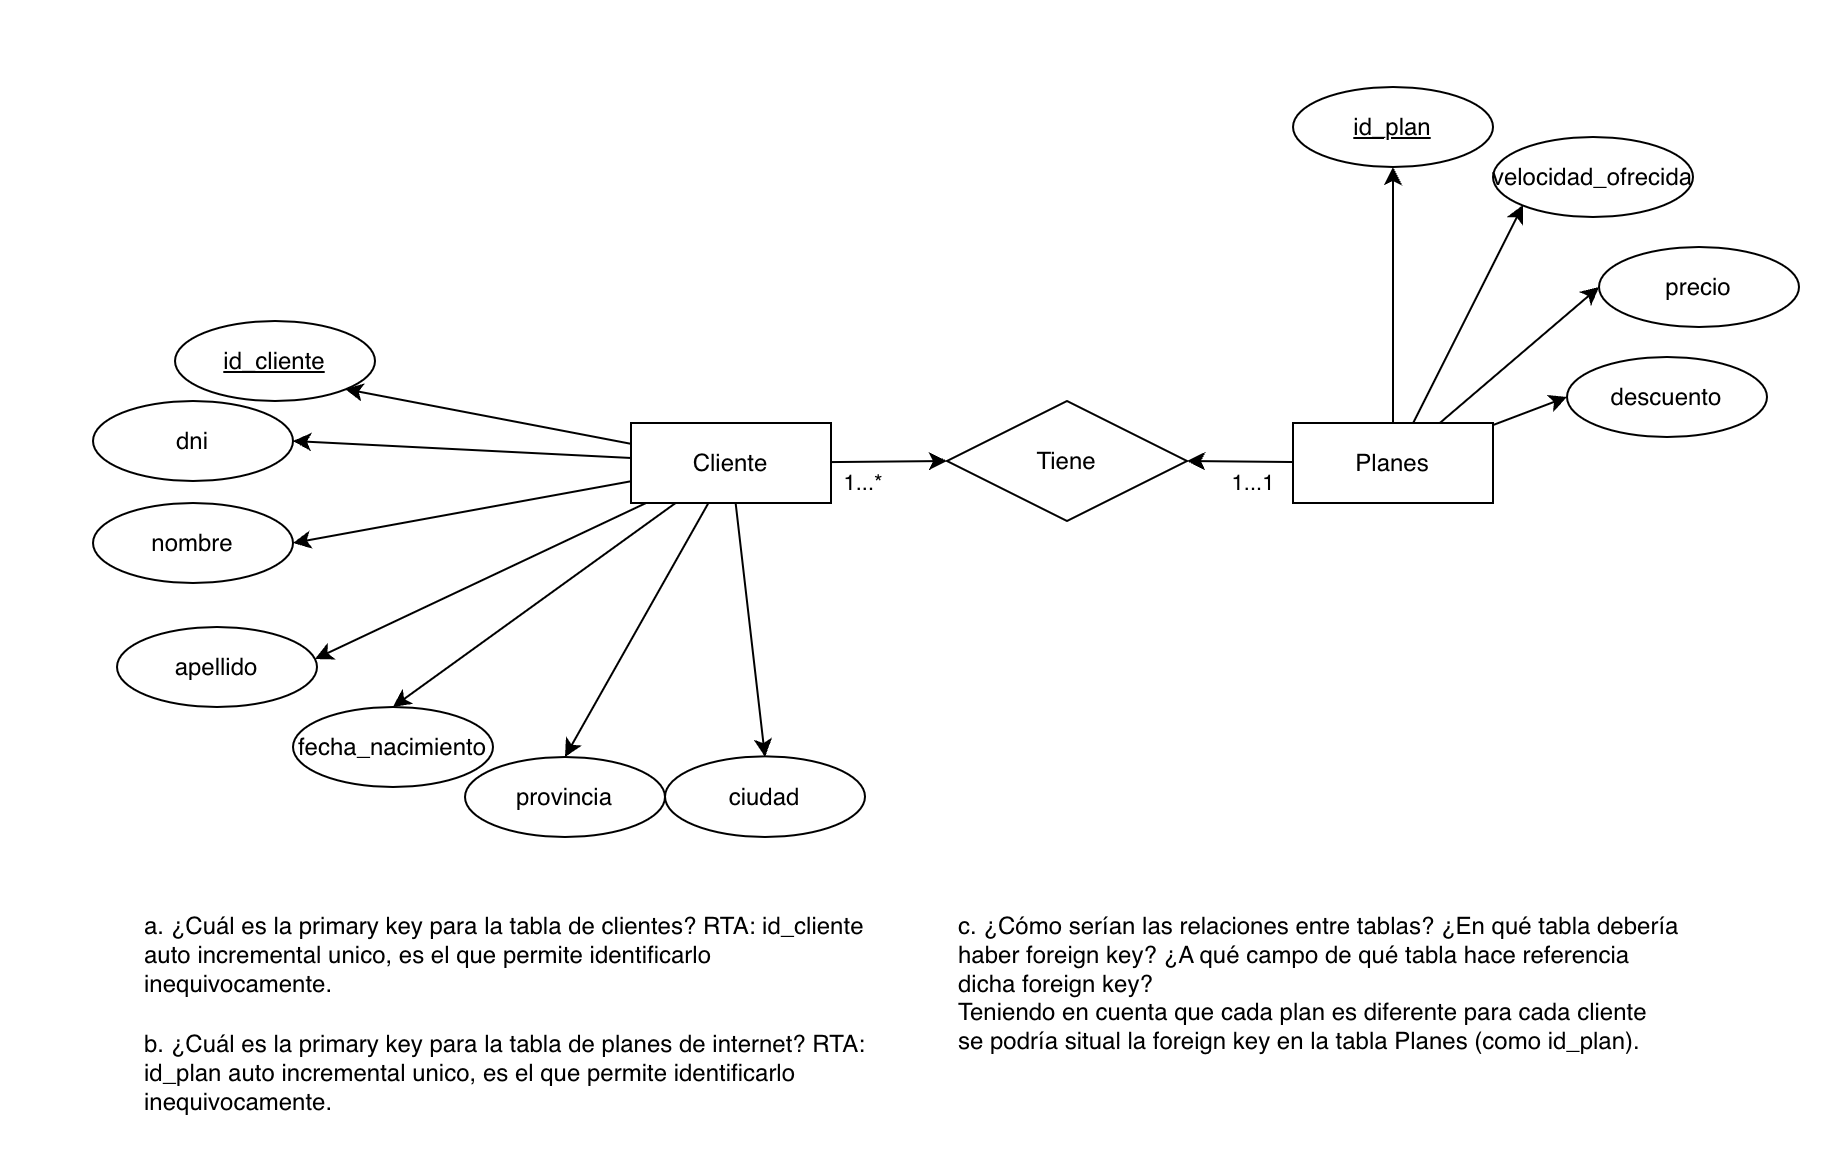 id_plan
velocidad_ofrecida
precio
id_cliente
descuento
dni
Cliente
Tiene
Planes
1...*
1...1
nombre
apellido
fecha_nacimiento
provincia
ciudad
a. ¿Cuál es la primary key para la tabla de clientes? RTA: id_cliente
auto incremental unico, es el que permite identificarlo
inequivocamente.
b. ¿Cuál es la primary key para la tabla de planes de internet? RTA:
id_plan auto incremental unico, es el que permite identificarlo
inequivocamente.
c. ¿Cómo serían las relaciones entre tablas? ¿En qué tabla debería
haber foreign key? ¿A qué campo de qué tabla hace referencia
dicha foreign key?
Teniendo en cuenta que cada plan es diferente para cada cliente
se podría situal la foreign key en la tabla Planes (como id_plan).